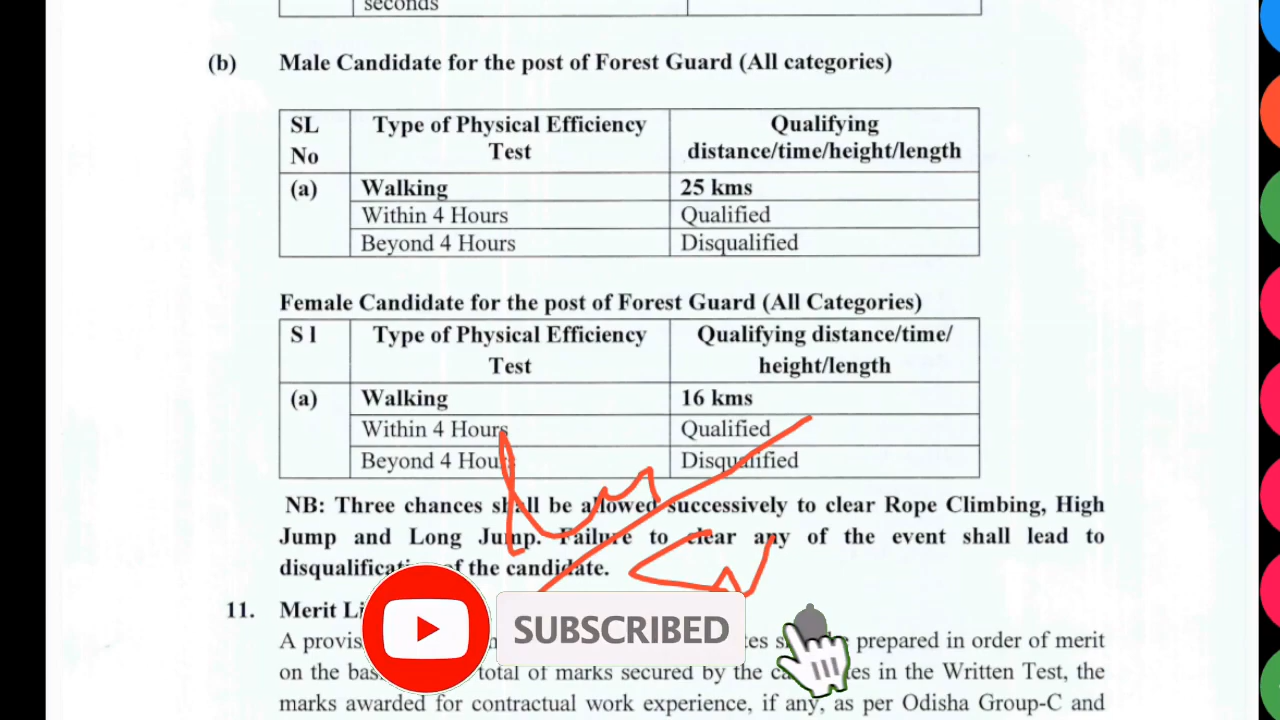 seconds
(b) Male Candidate for the post of Forest Guard (All categories)
SL No Type of Physical Efficiency Test Qualifying distance/time/height/length
(a) Walking 25 kms
Within 4 Hours Qualified
Beyond 4 Hours Disqualified
Female Candidate for the post of Forest Guard (All Categories)
S l Type of Physical Efficiency Test Qualifying distance/time/ height/length
(a) Walking 16 kms
Within 4 Hours Qualified
Beyond 4 Hours Disqualified
NB: Three chances shall be allowed successively to clear Rope Climbing, High
Jump and Long Jump. Failure to clear any of the event shall lead to
disqualification of the candidate.
11. Merit
A prepared in order of merit
SUBSCRIBED
on the total of marks secured by the in the Written Test, the
marks awarded for contractual work experience, if any, as per Odisha Group-C and